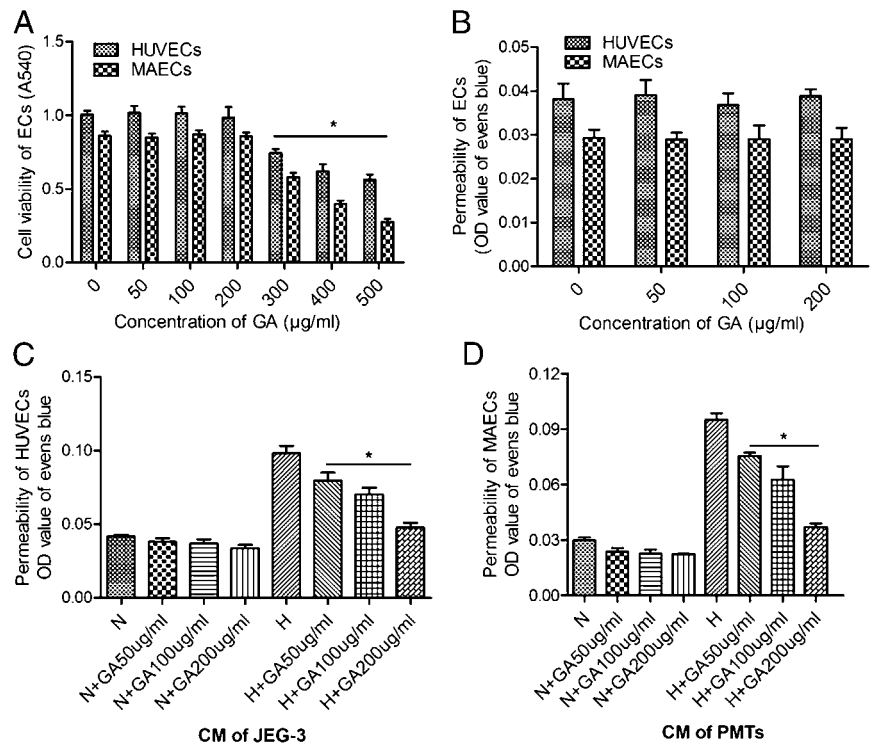 A
Cell viability of ECs (A540)
1.5
1.0
0.5
0.0
HUVECs
MAECs
*
0
50
100
200
300
400
500
Concentration of GA (µg/ml)
B
Permeability of ECs
(OD value of evens blue)
0.05
0.04
0.03
0.02
0.01
0.00
HUVECs
MAECs
0
50
100
200
Concentration of GA (µg/ml)
C
Permeability of HUVECs
OD value of evens blue
0.15
0.10
0.05
0.00
*
N
N+GA50ug/ml
N+GA100ug/ml
N+GA200ug/ml
H
H+GA50ug/ml
H+GA100ug/ml
H+GA200ug/ml
CM of JEG-3
D
Permeability of MAECs
OD value of evens blue
0.12
0.09
0.06
0.03
0.00
*
N
N+GA50ug/ml
N+GA100ug/ml
N+GA200ug/ml
H
H+GA50ug/ml
H+GA100ug/ml
H+GA200ug/ml
CM of PMTs